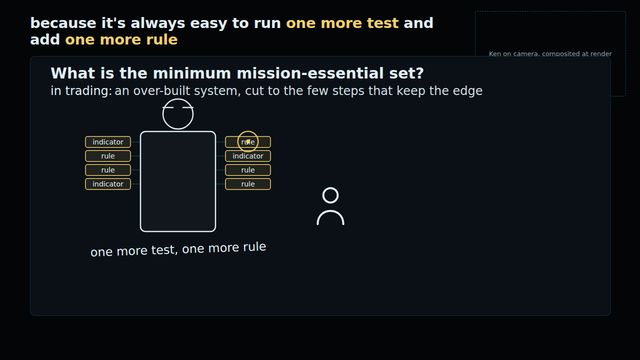 because it's always easy to run one more test and
add one more rule
Ken on camera, composited at render
What is the minimum mission-essential set?
in trading: an over-built system, cut to the few steps that keep the edge
indicator
rule
rule
indicator
rule
indicator
rule
rule
one more test, one more rule